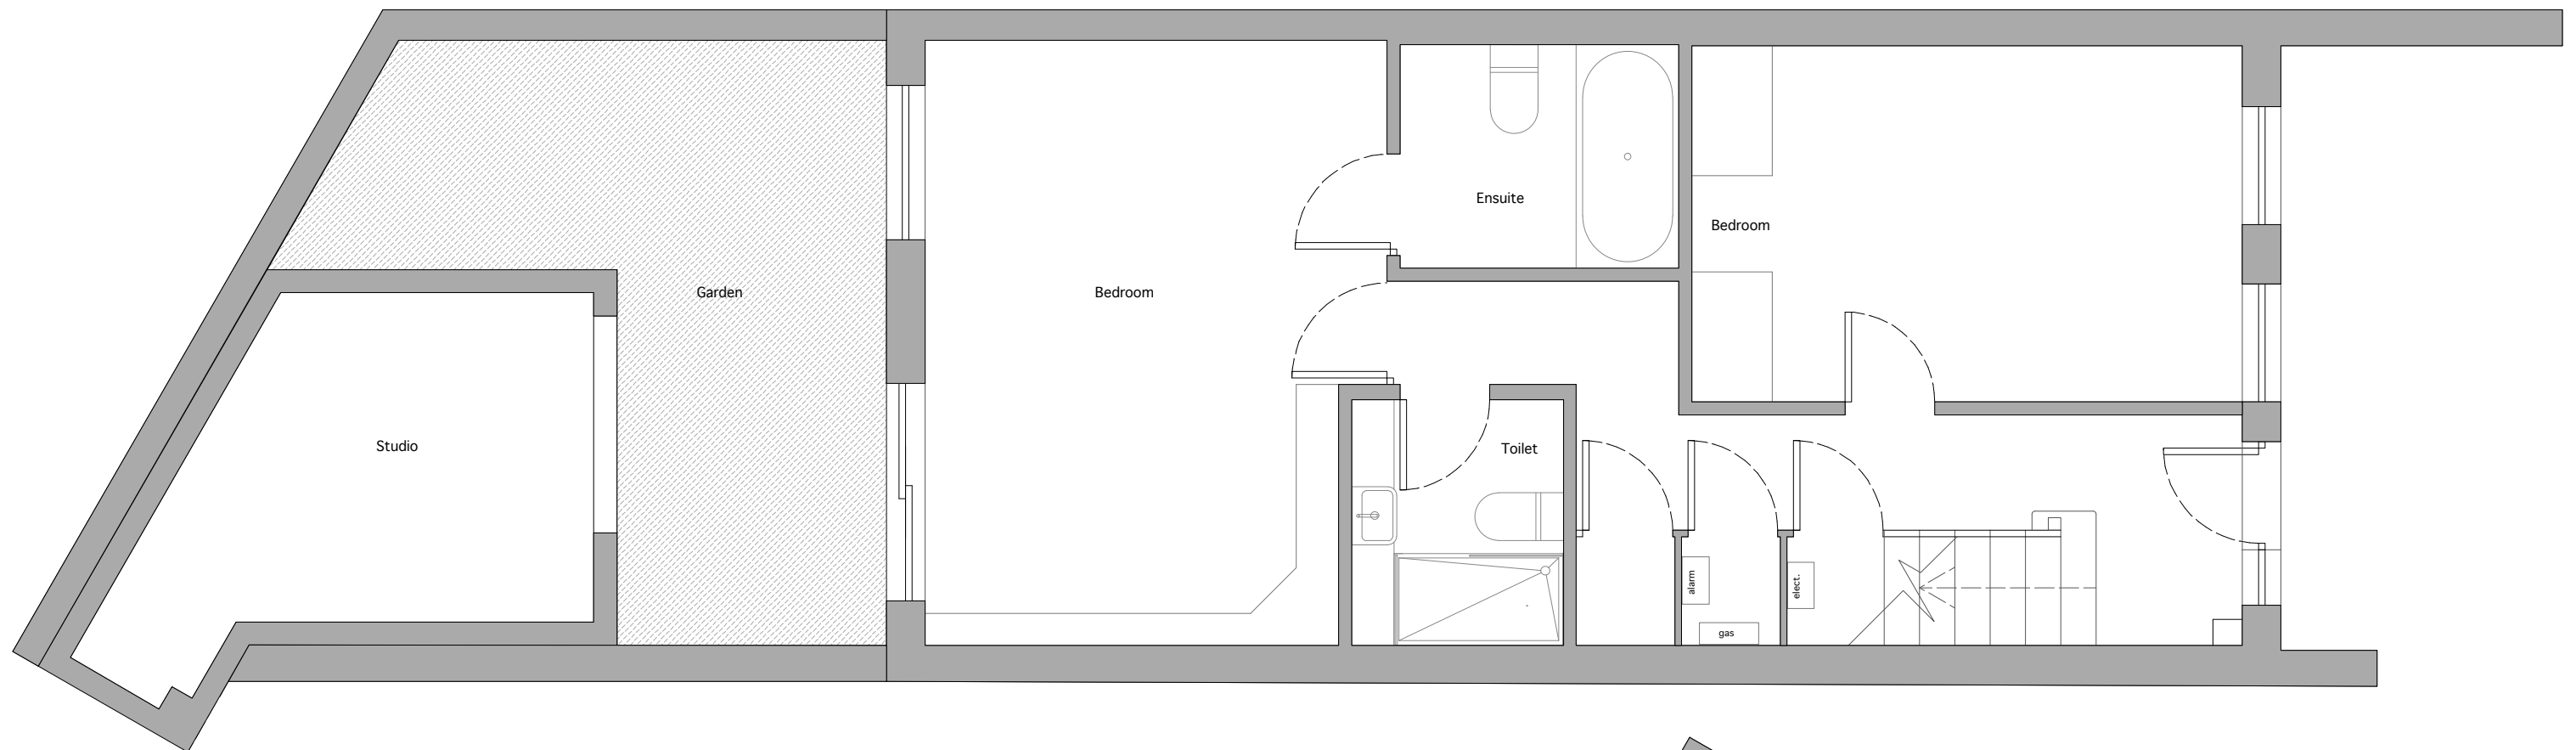 Ensuite
Bedroom
Garden
Bedroom
Studio
Toilet
alarm
elect.
gas